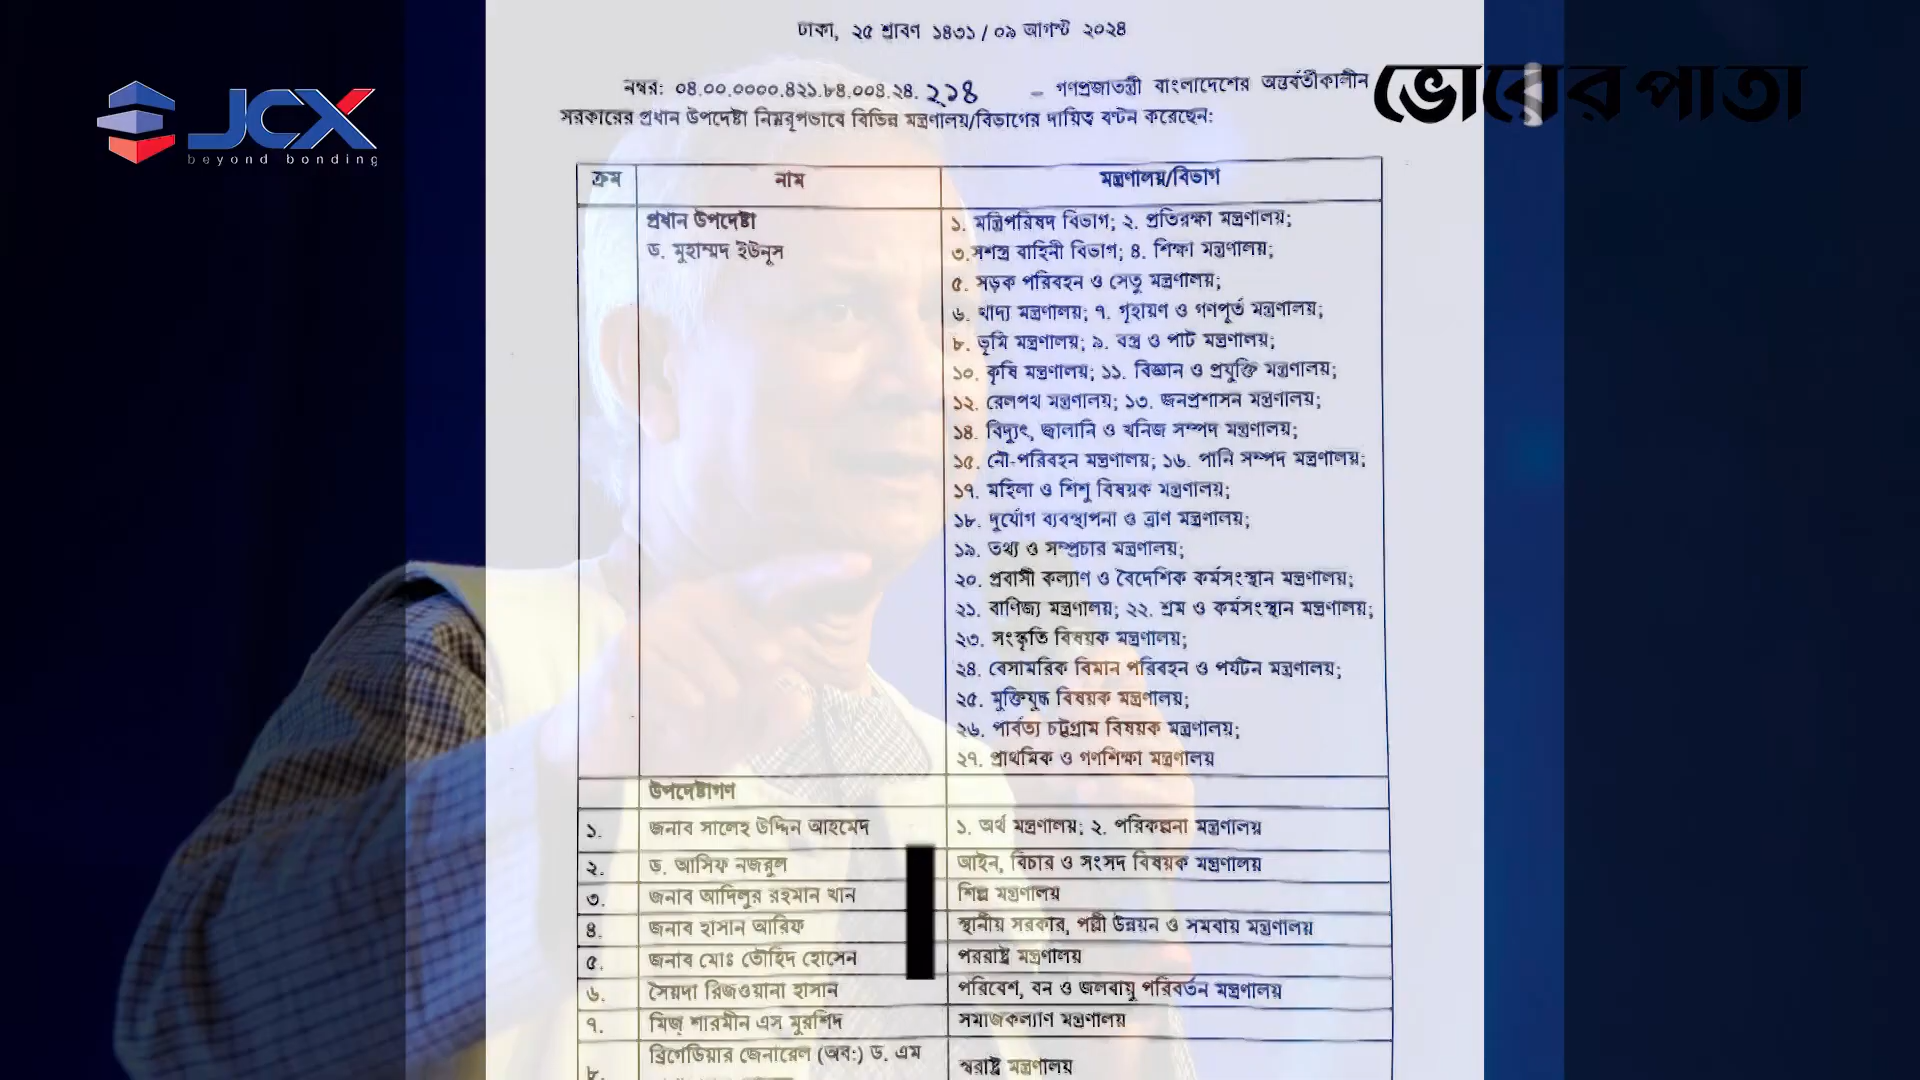 ঢাকা, ২৫ শ্রাবণ ১৪৩১ / ০৯ আগস্ট ২০২৪
JCX
beyond bonding
ভোরের পাতা
নম্বর: ০৪.০০.০০০০.৪২১.৮৪.০০৪.২৪. ২১৪ – গণপ্রজাতন্ত্রী বাংলাদেশের অন্তর্বর্তীকালীন
সরকারের প্রধান উপদেষ্টা নিম্নরূপভাবে বিভিন্ন মন্ত্রণালয়/বিভাগের দায়িত্ব বণ্টন করেছেন:
ক্রম নাম মন্ত্রণালয়/বিভাগ
প্রধান উপদেষ্টা
ড. মুহাম্মদ ইউনূস
১. মন্ত্রিপরিষদ বিভাগ; ২. প্রতিরক্ষা মন্ত্রণালয়;
৩.সশস্ত্র বাহিনী বিভাগ; ৪. শিক্ষা মন্ত্রণালয়;
৫. সড়ক পরিবহন ও সেতু মন্ত্রণালয়;
৬. খাদ্য মন্ত্রণালয়; ৭. গৃহায়ণ ও গণপূর্ত মন্ত্রণালয়;
৮. ভূমি মন্ত্রণালয়; ৯. বস্ত্র ও পাট মন্ত্রণালয়;
১০. কৃষি মন্ত্রণালয়; ১১. বিজ্ঞান ও প্রযুক্তি মন্ত্রণালয়;
১২. রেলপথ মন্ত্রণালয়; ১৩. জনপ্রশাসন মন্ত্রণালয়;
১৪. বিদ্যুৎ, জ্বালানি ও খনিজ সম্পদ মন্ত্রণালয়;
১৫. নৌ-পরিবহন মন্ত্রণালয়; ১৬. পানি সম্পদ মন্ত্রণালয়;
১৭. মহিলা ও শিশু বিষয়ক মন্ত্রণালয়;
১৮. দুর্যোগ ব্যবস্থাপনা ও ত্রাণ মন্ত্রণালয়;
১৯. তথ্য ও সম্প্রচার মন্ত্রণালয়;
২০. প্রবাসী কল্যাণ ও বৈদেশিক কর্মসংস্থান মন্ত্রণালয়;
২১. বাণিজ্য মন্ত্রণালয়; ২২. শ্রম ও কর্মসংস্থান মন্ত্রণালয়;
২৩. সংস্কৃতি বিষয়ক মন্ত্রণালয়;
২৪. বেসামরিক বিমান পরিবহন ও পর্যটন মন্ত্রণালয়;
২৫. মুক্তিযুদ্ধ বিষয়ক মন্ত্রণালয়;
২৬. পার্বত্য চট্টগ্রাম বিষয়ক মন্ত্রণালয়;
২৭. প্রাথমিক ও গণশিক্ষা মন্ত্রণালয়
উপদেষ্টাগণ
১. জনাব সালেহ উদ্দিন আহমেদ ১. অর্থ মন্ত্রণালয়; ২. পরিকল্পনা মন্ত্রণালয়
২. ড. আসিফ নজরুল আইন, বিচার ও সংসদ বিষয়ক মন্ত্রণালয়
৩. জনাব আদিলুর রহমান খান শিল্প মন্ত্রণালয়
৪. জনাব হাসান আরিফ স্থানীয় সরকার, পল্লী উন্নয়ন ও সমবায় মন্ত্রণালয়
৫. জনাব মোঃ তৌহিদ হোসেন পররাষ্ট্র মন্ত্রণালয়
৬. সৈয়দা রিজওয়ানা হাসান পরিবেশ, বন ও জলবায়ু পরিবর্তন মন্ত্রণালয়
৭. মিজ্ শারমীন এস মুরশিদ সমাজকল্যাণ মন্ত্রণালয়
৮. ব্রিগেডিয়ার জেনারেল (অব:) ড. এম স্বরাষ্ট্র মন্ত্রণালয়